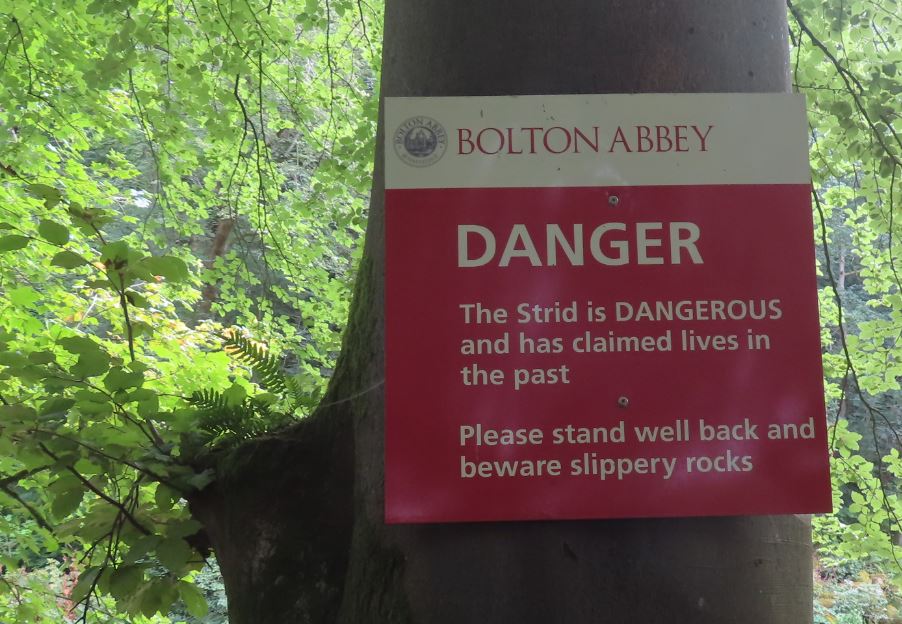 BOLTON ABBEY
DANGER
The Strid is DANGEROUS
and has claimed lives in
the past
Please stand well back and
beware slippery rocks